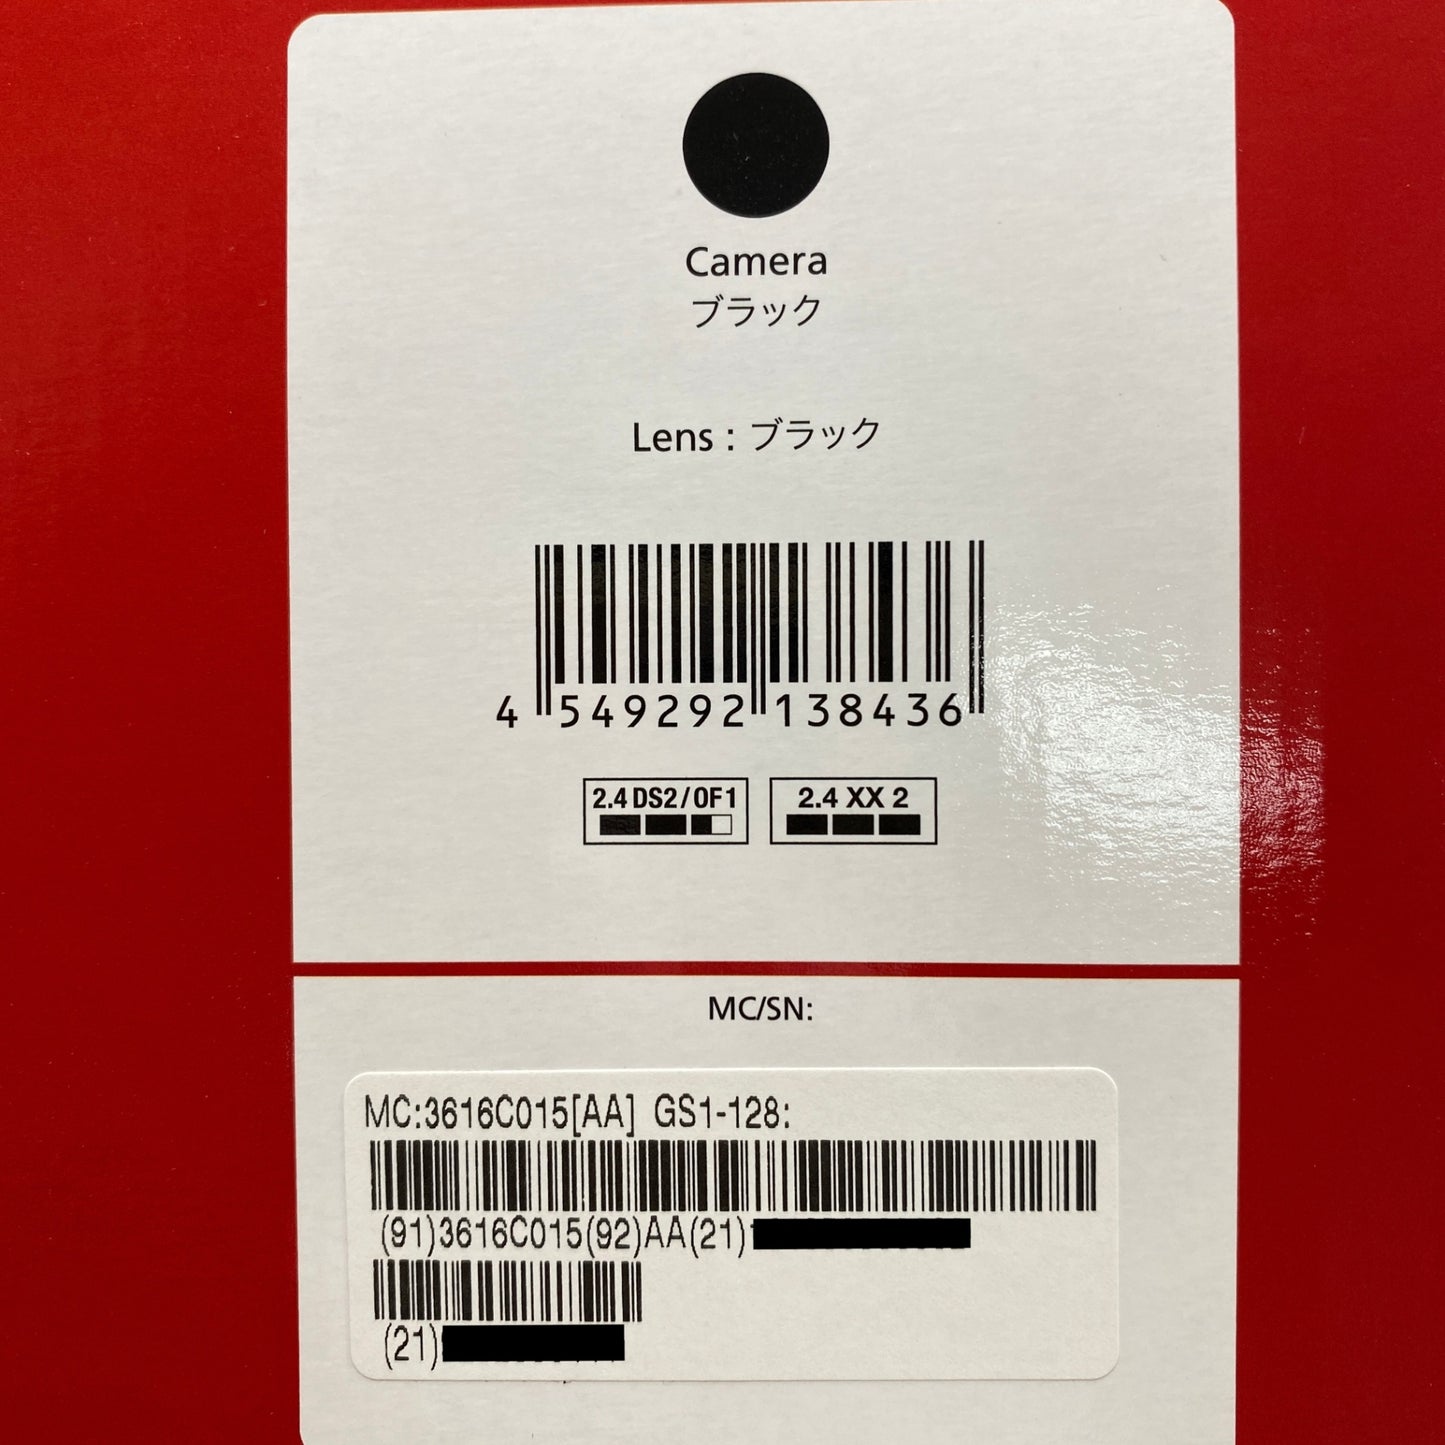 Camera
ブラック
Lens : ブラック
4 549292 138436
2.4 DS2/OF1
2.4 XX 2
MC/SN:
MC:3616C015[AA] GS1-128:
(91)3616C015(92)AA(21)
(21)